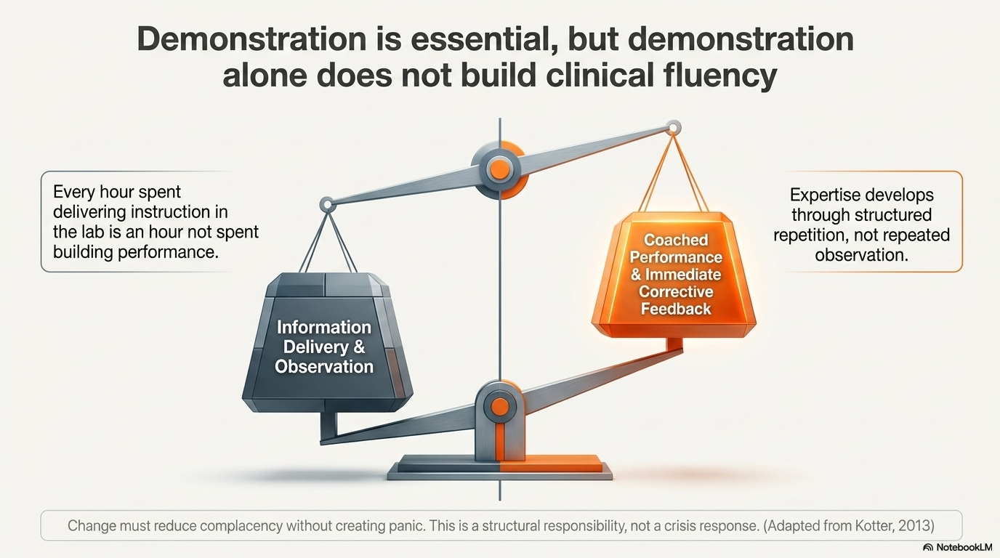 Demonstration is essential, but demonstration
alone does not build clinical fluency
Every hour spent
delivering instruction in
the lab is an hour not spent
building performance.
Information
Delivery &
Observation
Coached
Performance
& Immediate
Corrective
Feedback
Expertise develops
through structured
repetition, not repeated
observation.
Change must reduce complacency without creating panic. This is a structural responsibility, not a crisis response. (Adapted from Kotter, 2013)
NotebookLM